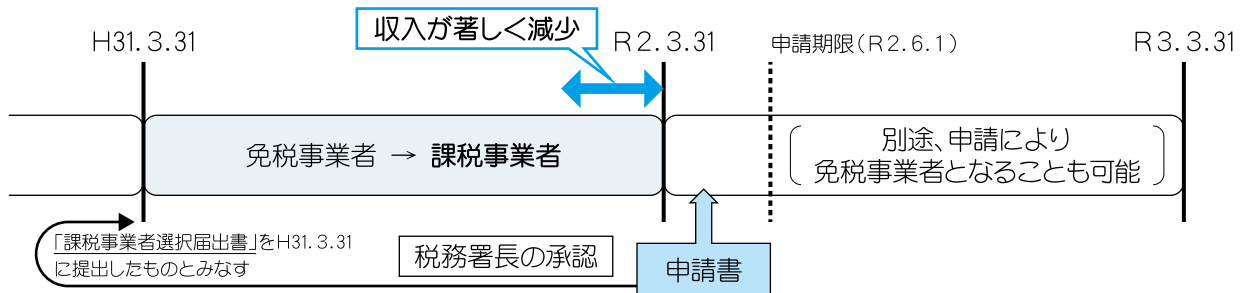 収入が著しく減少
H31.3.31
R2.3.31
申請期限(R2.6.1)
R3.3.31
免税事業者 → 課税事業者
別途、申請により
免税事業者となることも可能
「課税事業者選択届出書」をH31.3.31
に提出したものとみなす
税務署長の承認
申請書